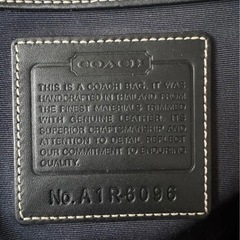 COACH
THIS IS A COACH BAG. IT WAS
HANDCRAFTED IN THAILAND FROM
THE FINEST MATERIALS TRIMMED
WITH GENUINE LEATHER. ITS
SUPERIOR CRAFTSMANSHIP AND
ATTENTION TO DETAIL REFLECT
OUR COMMITMENT TO ENDURING
QUALITY.
No. A1R-6096